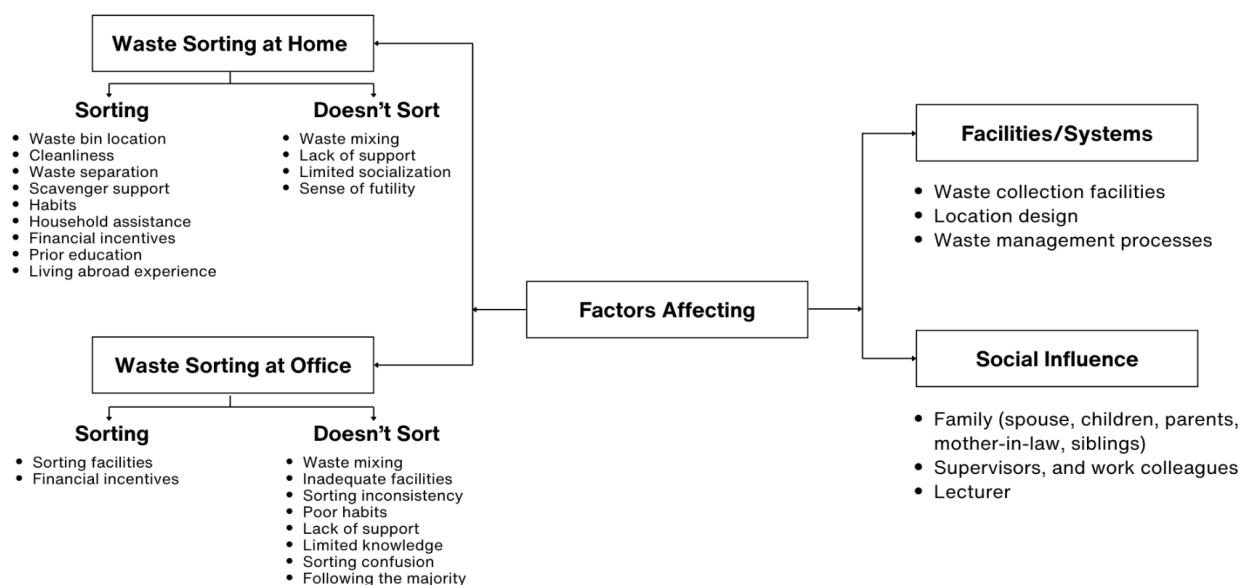 Waste Sorting at Home
Sorting
• Waste bin location
• Cleanliness
• Waste separation
• Scavenger support
• Habits
• Household assistance
• Financial incentives
• Prior education
• Living abroad experience
Doesn't Sort
• Waste mixing
• Lack of support
• Limited socialization
• Sense of futility
Waste Sorting at Office
Sorting
• Sorting facilities
• Financial incentives
Doesn't Sort
• Waste mixing
• Inadequate facilities
• Sorting inconsistency
• Poor habits
• Lack of support
• Limited knowledge
• Sorting confusion
• Following the majority
Factors Affecting
Facilities/Systems
• Waste collection facilities
• Location design
• Waste management processes
Social Influence
• Family (spouse, children, parents,
mother-in-law, siblings)
• Supervisors, and work colleagues
• Lecturer